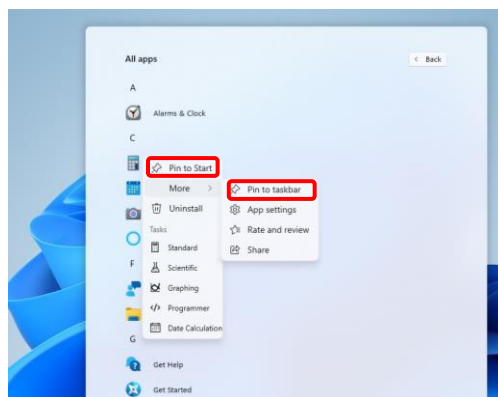 All apps
< Back
A
Alarms & Clock
C
Pin to Start
More >
Pin to taskbar
Uninstall
App settings
Tasks
Rate and review
Standard
Share
F
Scientific
Graphing
Programmer
Date Calculation
G
Get Help
Get Started